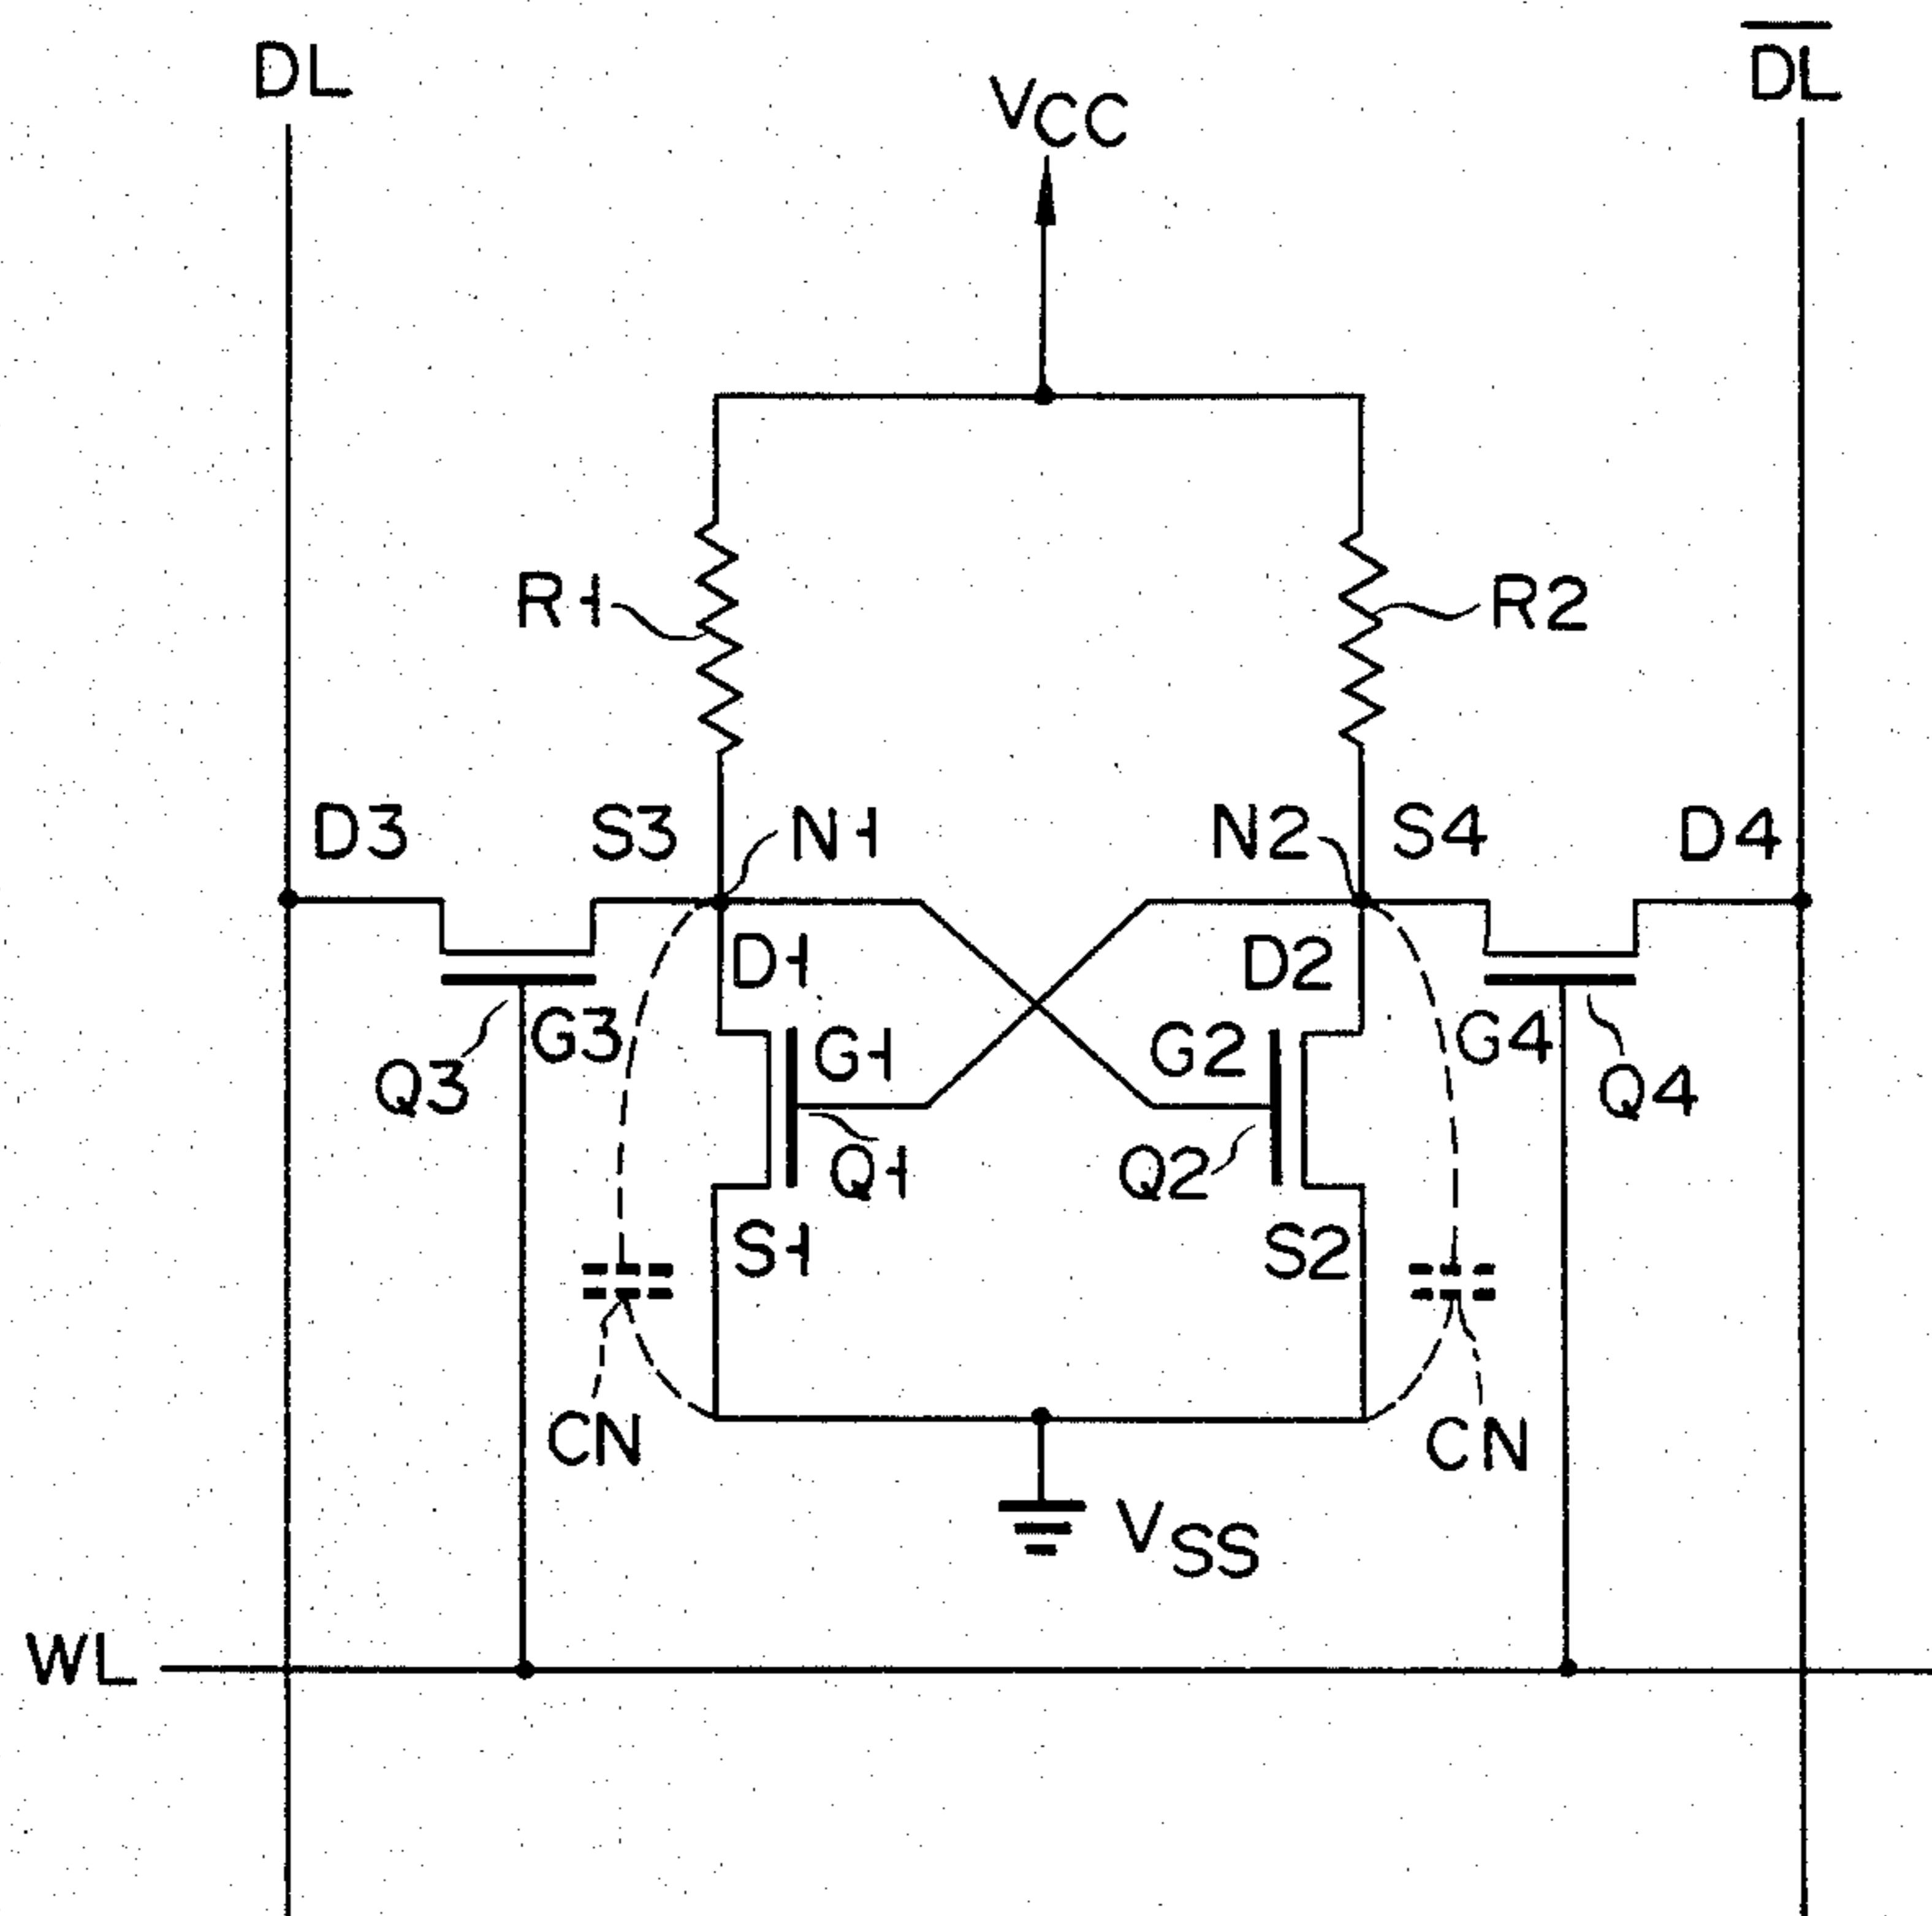 DL
D̅L̅
VCC
R1
R2
D3
S3
N1
N2
S4
D4
D1
D2
G3
G1
G2
G4
Q3
Q4
Q1
Q2
S1
S2
CN
CN
VSS
WL